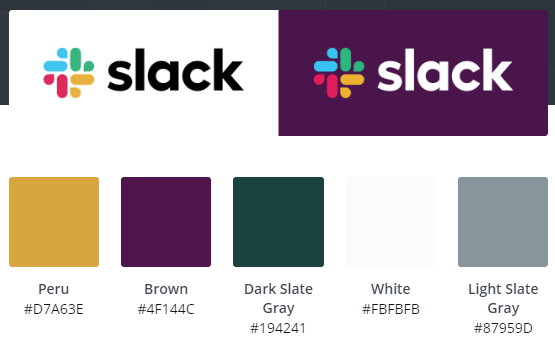 slack
slack
Peru
#D7A63E
Brown
#4F144C
Dark Slate
Gray
#194241
White
#FBFBFB
Light Slate
Gray
#87959D